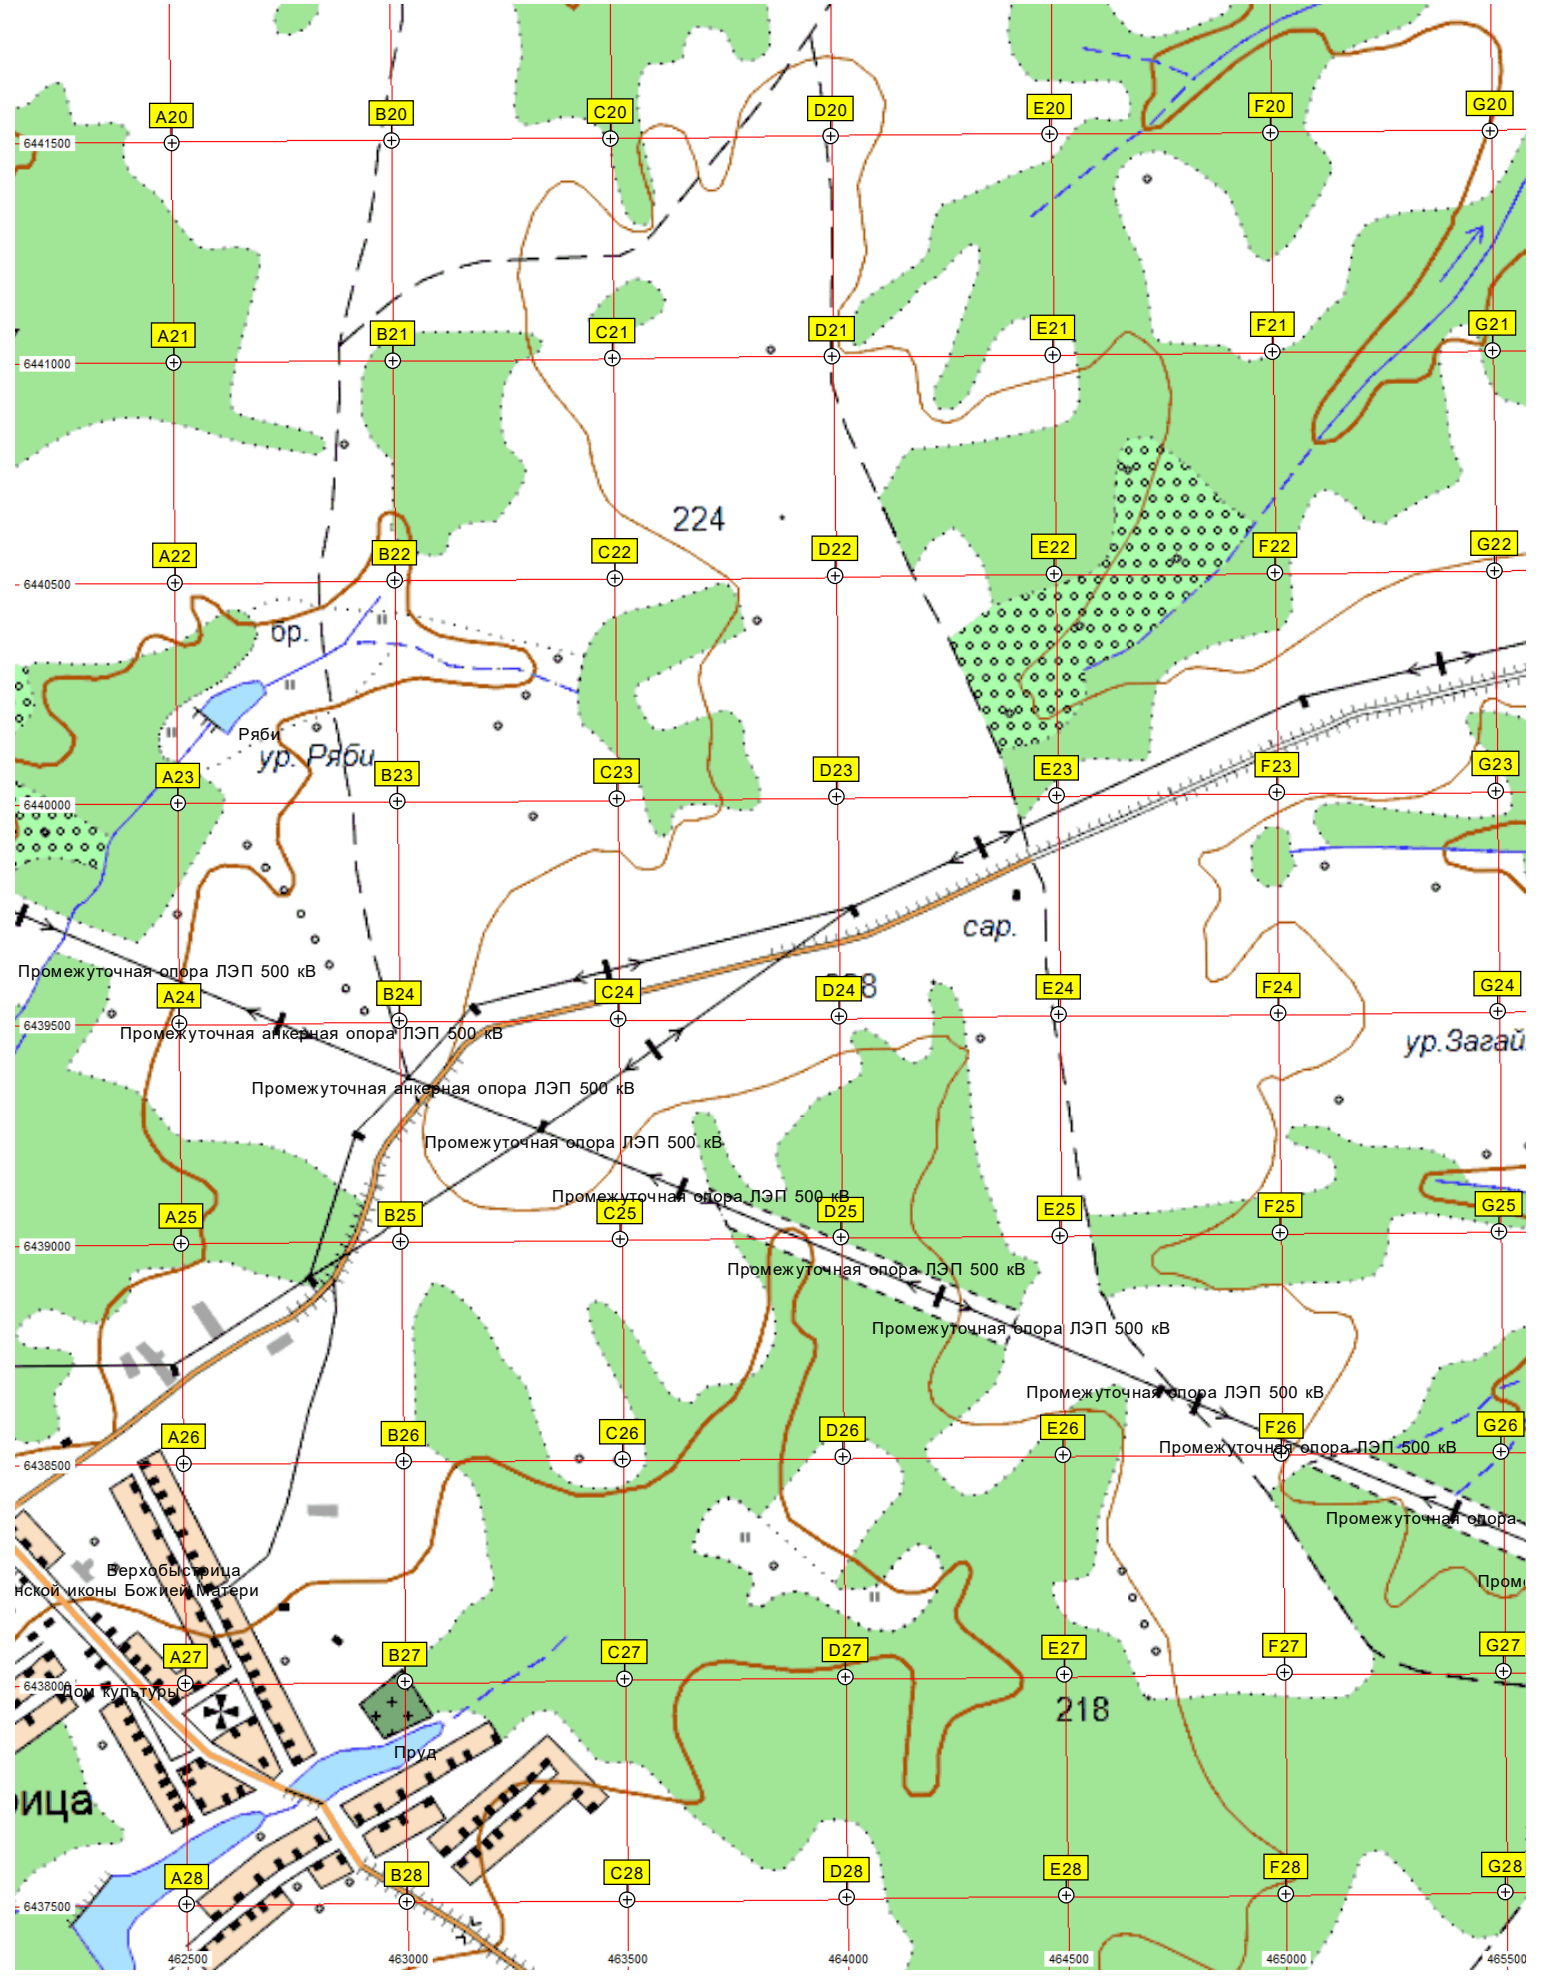 A20 B20 C20 D20 E20 F20 G20
6441500
A21 B21 C21 D21 E21 F21 G21
6441000
224
A22 B22 C22 D22 E22 F22 G22
6440500
бр.
Ряби
ур. Ряби
A23 B23 C23 D23 E23 F23 G23
6440000
сар.
Промежуточная опора ЛЭП 500 кВ
A24 B24 C24 D24 8 E24 F24 G24
6439500
Промежуточная анкерная опора ЛЭП 500 кВ
ур.Загай
Промежуточная анкерная опора ЛЭП 500 кВ
Промежуточная опора ЛЭП 500 кВ
Промежуточная опора ЛЭП 500 кВ
A25 B25 C25 D25 E25 F25 G25
6439000
Промежуточная опора ЛЭП 500 кВ
Промежуточная опора ЛЭП 500 кВ
Промежуточная опора ЛЭП 500 кВ
A26 B26 C26 D26 E26 F26 G26
Промежуточная опора ЛЭП 500 кВ
6438500
Промежуточная опора
Верхобыстрица
Пром
нской иконы Божией Матери
A27 B27 C27 D27 E27 F27 G27
6438000
Дом культуры
218
Пруд
ица
A28 B28 C28 D28 E28 F28 G28
6437500
462500 463000 463500 464000 464500 465000 465500